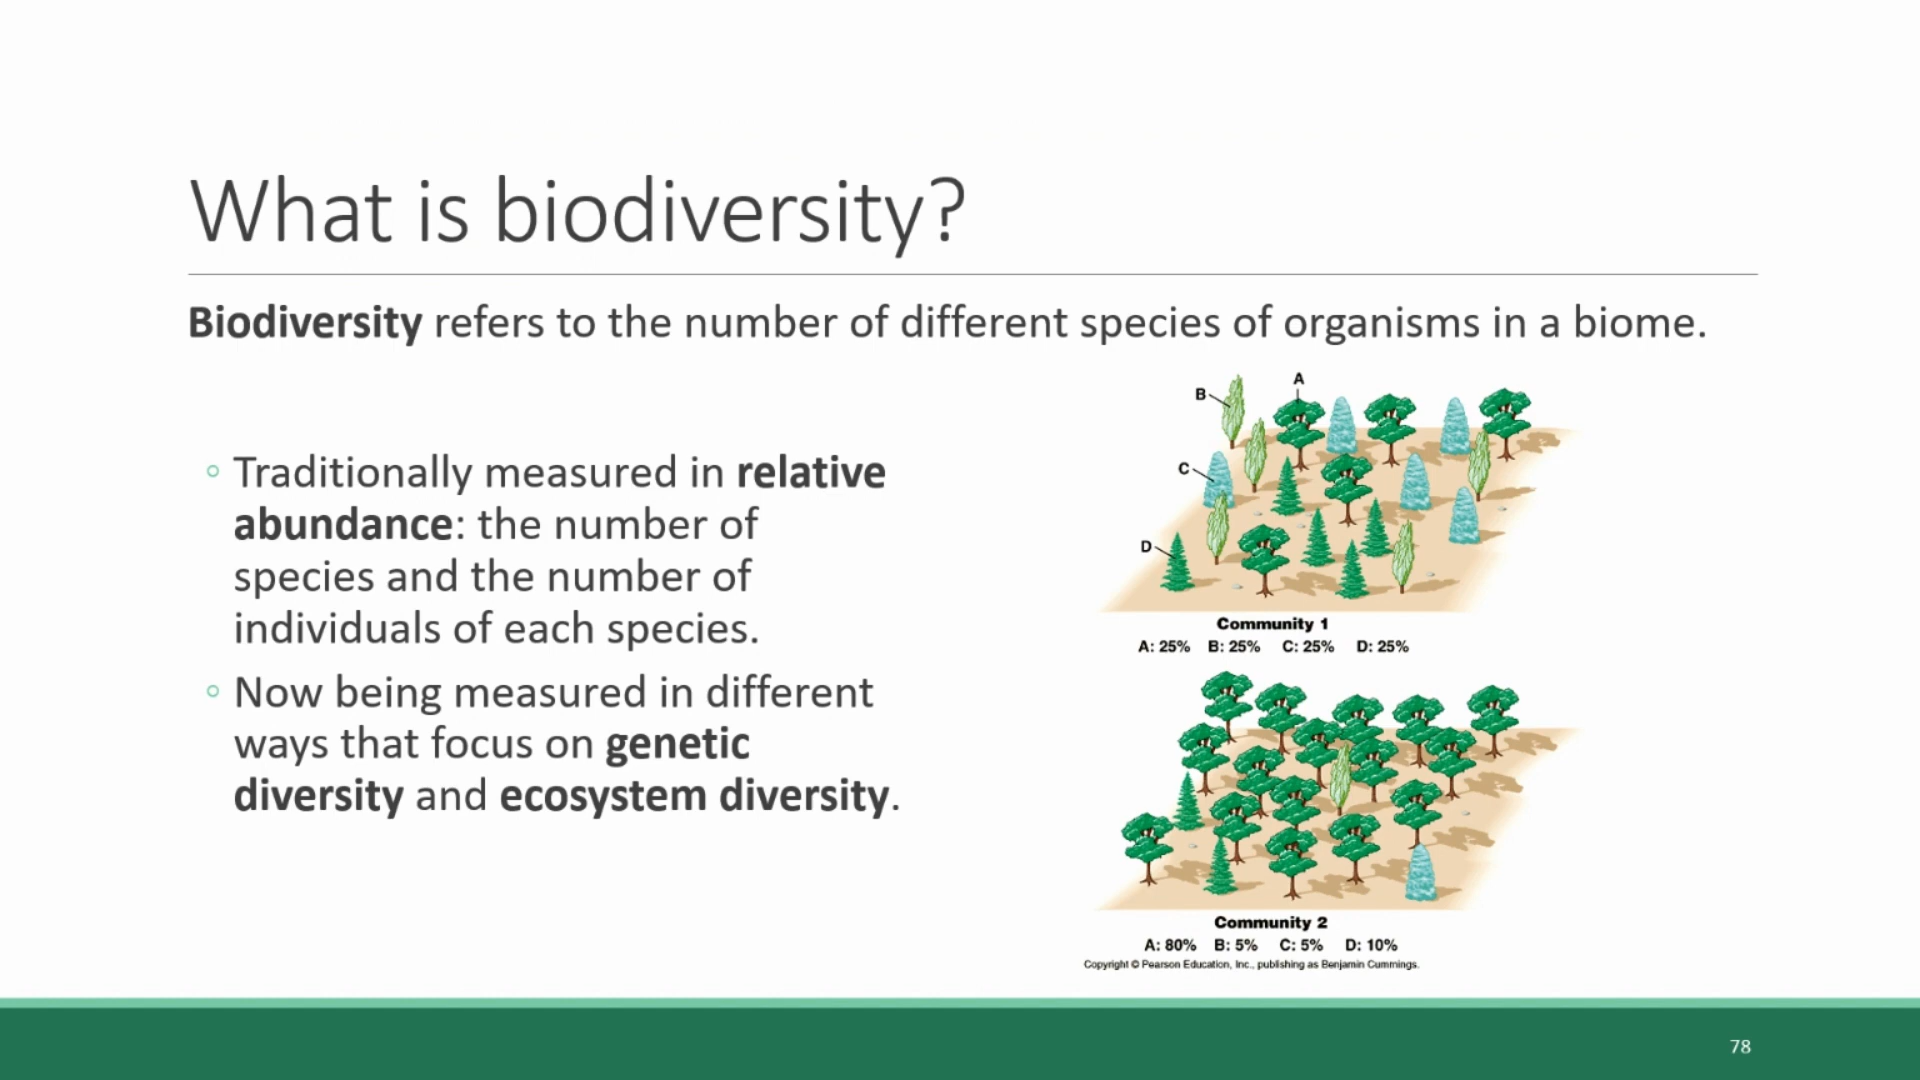 What is biodiversity?
Biodiversity refers to the number of different species of organisms in a biome.
◦ Traditionally measured in relative
abundance: the number of
species and the number of
individuals of each species.
◦ Now being measured in different
ways that focus on genetic
diversity and ecosystem diversity.
A
B
C
D
Community 1
A: 25% B: 25% C: 25% D: 25%
Community 2
A: 80% B: 5% C: 5% D: 10%
Copyright © Pearson Education, Inc., publishing as Benjamin Cummings.
78